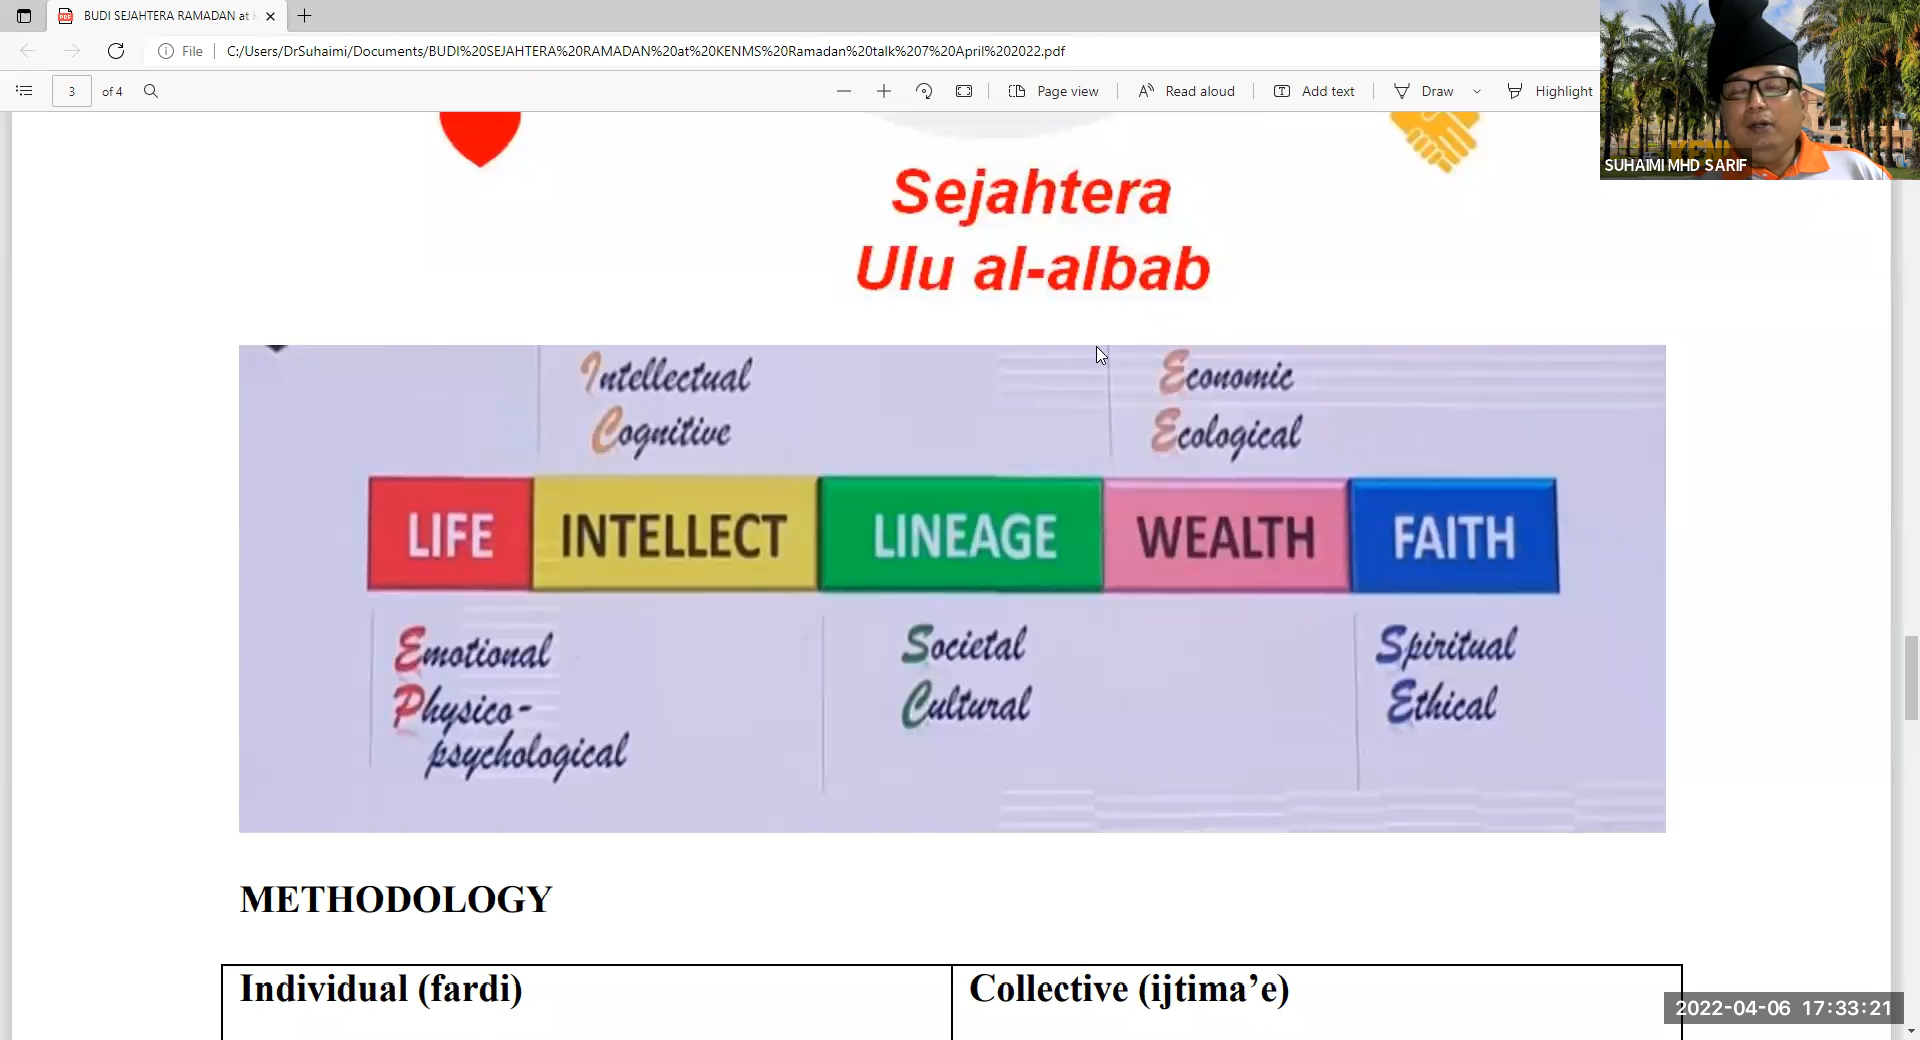 BUDI SEJAHTERA RAMADAN at
File
C:/Users/DrSuhaimi/Documents/BUDI%20SEJAHTERA%20RAMADAN%20at%20KENMS%20Ramadan%20talk%207%20April%202022.pdf
3 of 4
Page view
Read aloud
Add text
Draw
Highlight
SUHAIMI MHD SARIF
Sejahtera
Ulu al-albab
Intellectual
Cognitive
Economic
Ecological
LIFE INTELLECT LINEAGE WEALTH FAITH
Emotional
Physico-
psychological
Societal
Cultural
Spiritual
Ethical
METHODOLOGY
Individual (fardi)
Collective (ijtima’e)
2022-04-06 17:33:21